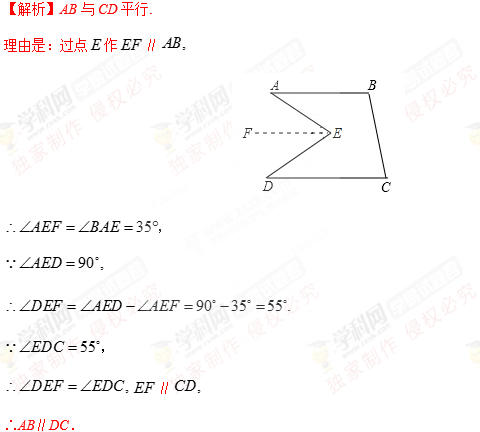 【解析】AB与CD平行.
理由是：过点E作EF∥AB,
A B
F E
D C
∴∠AEF=∠BAE=35°,
∵∠AED=90°,
∴∠DEF=∠AED−∠AEF=90°−35°=55°.
∵∠EDC=55°,
∴∠DEF=∠EDC, EF∥CD,
∴AB∥DC.